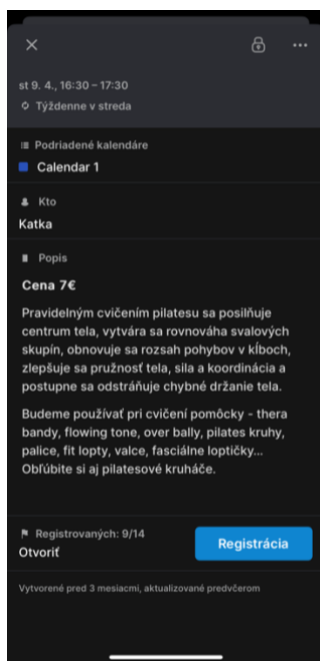 st 9. 4., 16:30 – 17:30
Týždenne v streda
Podriadené kalendáre
Calendar 1
Kto
Katka
Popis
Cena 7€
Pravidelným cvičením pilatesu sa posilňuje
centrum tela, vytvára sa rovnováha svalových
skupín, obnovuje sa rozsah pohybov v kĺboch,
zlepšuje sa pružnosť tela, sila a koordinácia a
postupne sa odstráňuje chybné držanie tela.
Budeme používať pri cvičení pomôcky - thera
bandy, flowing tone, over bally, pilates kruhy,
palice, fit lopty, valce, fasciálne loptičky...
Obľúbite si aj pilatesové kruháče.
Registrovaných: 9/14
Otvoriť
Registrácia
Vytvorené pred 3 mesiacmi, aktualizované predvčerom